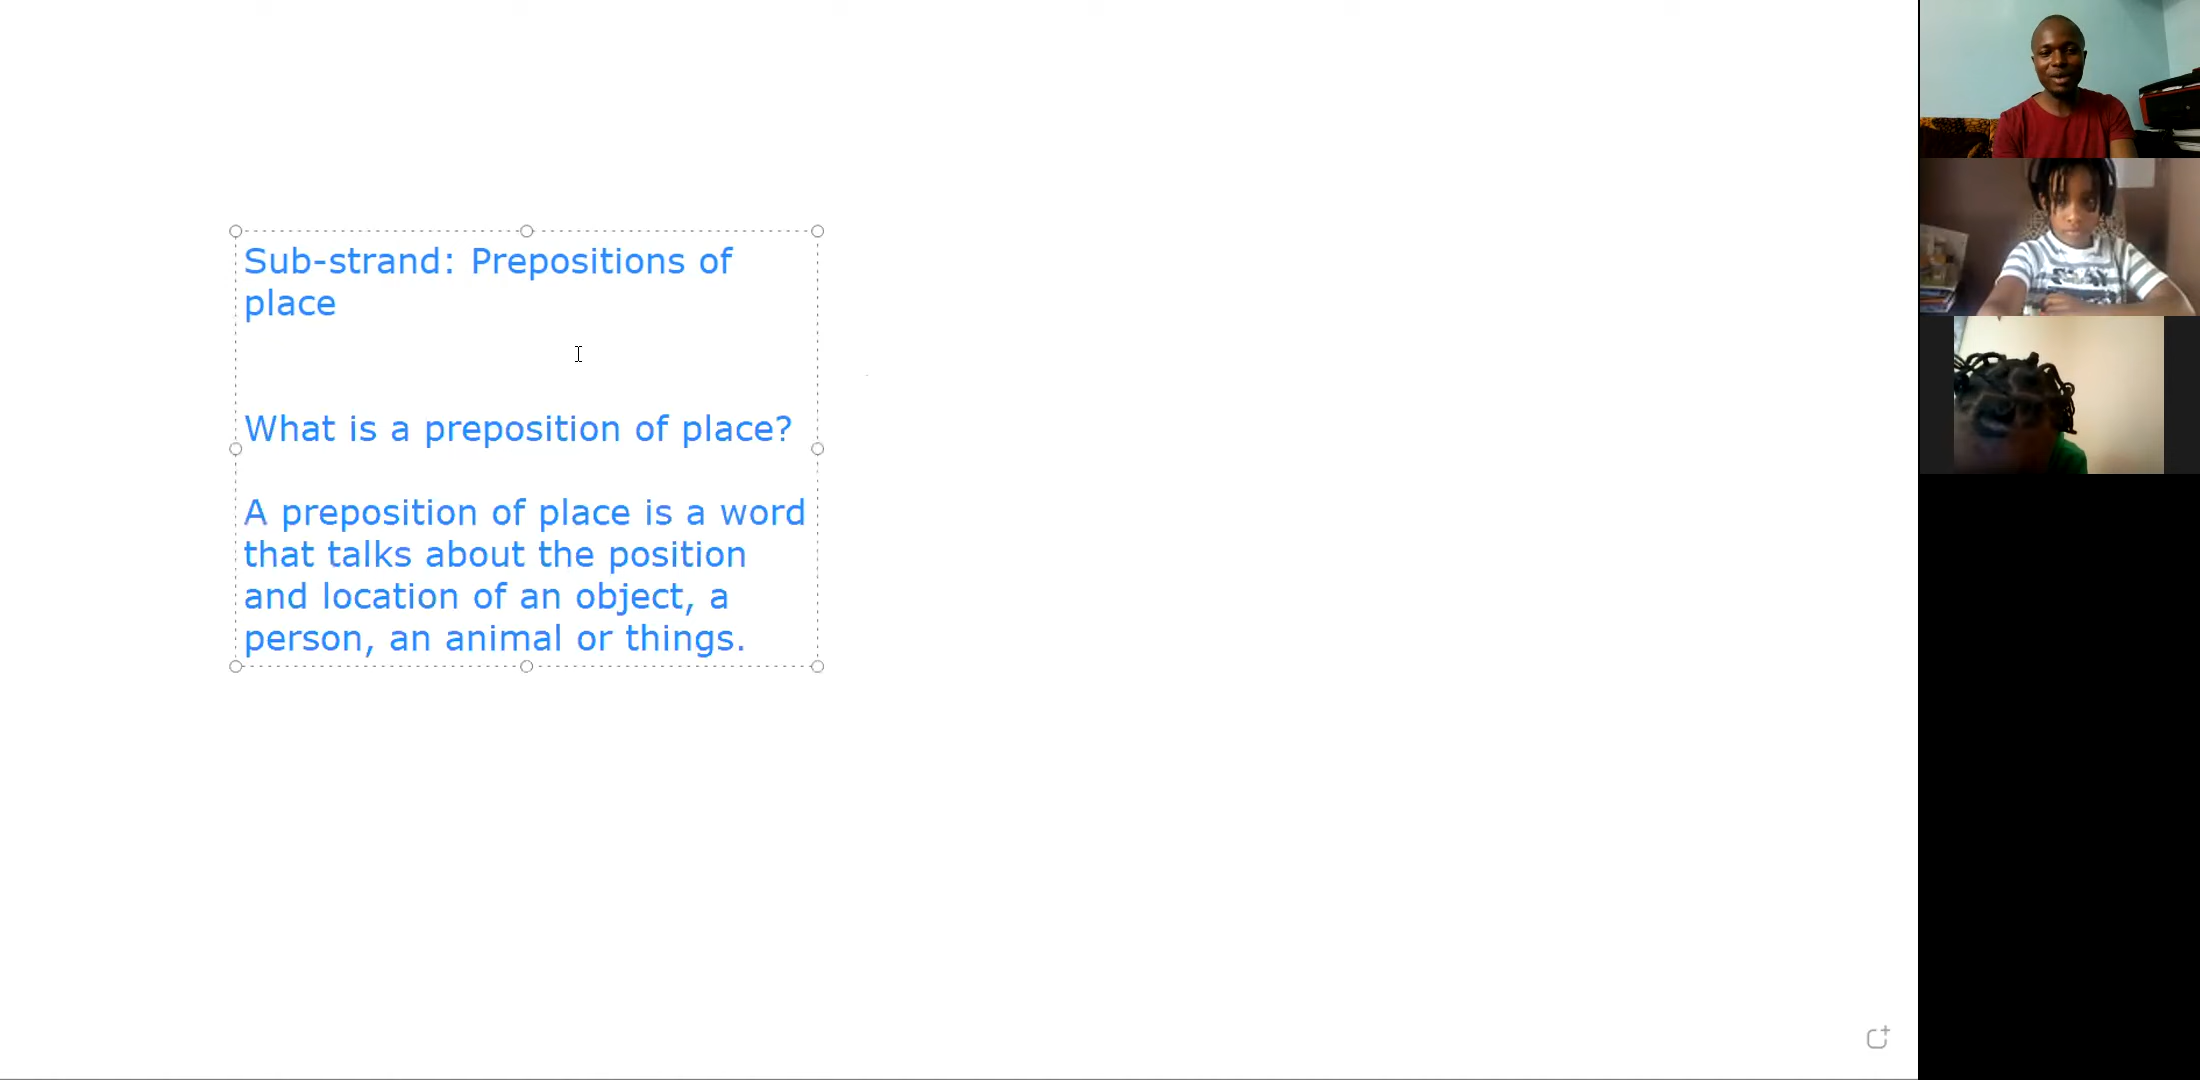 Sub-strand: Prepositions of
place
What is a preposition of place?
A preposition of place is a word
that talks about the position
and location of an object, a
person, an animal or things.